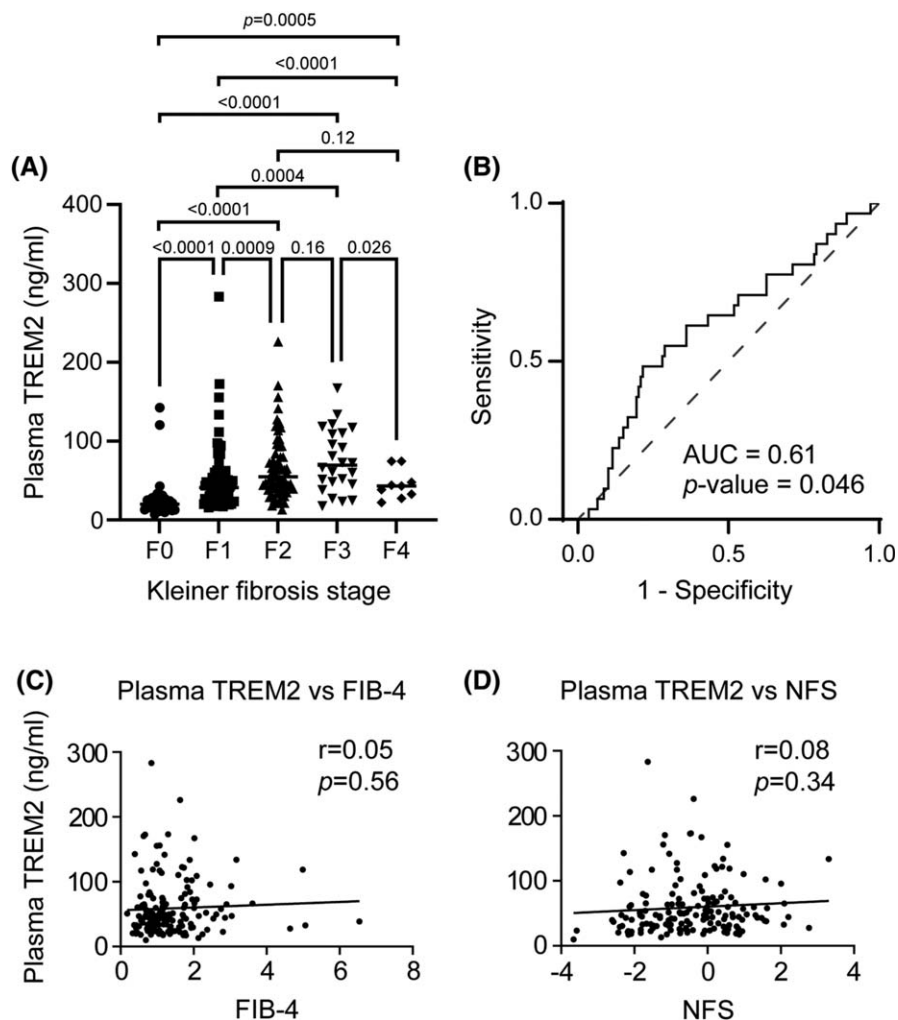 p=0.0005
<0.0001
<0.0001
0.12
(A)
0.0004
<0.0001
<0.0001 0.0009 0.16 0.026
Plasma TREM2 (ng/ml)
400
300
200
100
0
F0 F1 F2 F3 F4
Kleiner fibrosis stage
(B)
Sensitivity
1.0
0.5
0.0
AUC = 0.61
p-value = 0.046
0.0 0.5 1.0
1 - Specificity
(C)
Plasma TREM2 vs FIB-4
Plasma TREM2 (ng/ml)
300
200
100
0
r=0.05
p=0.56
0 2 4 6 8
FIB-4
(D)
Plasma TREM2 vs NFS
300
200
100
0
r=0.08
p=0.34
-4 -2 0 2 4
NFS